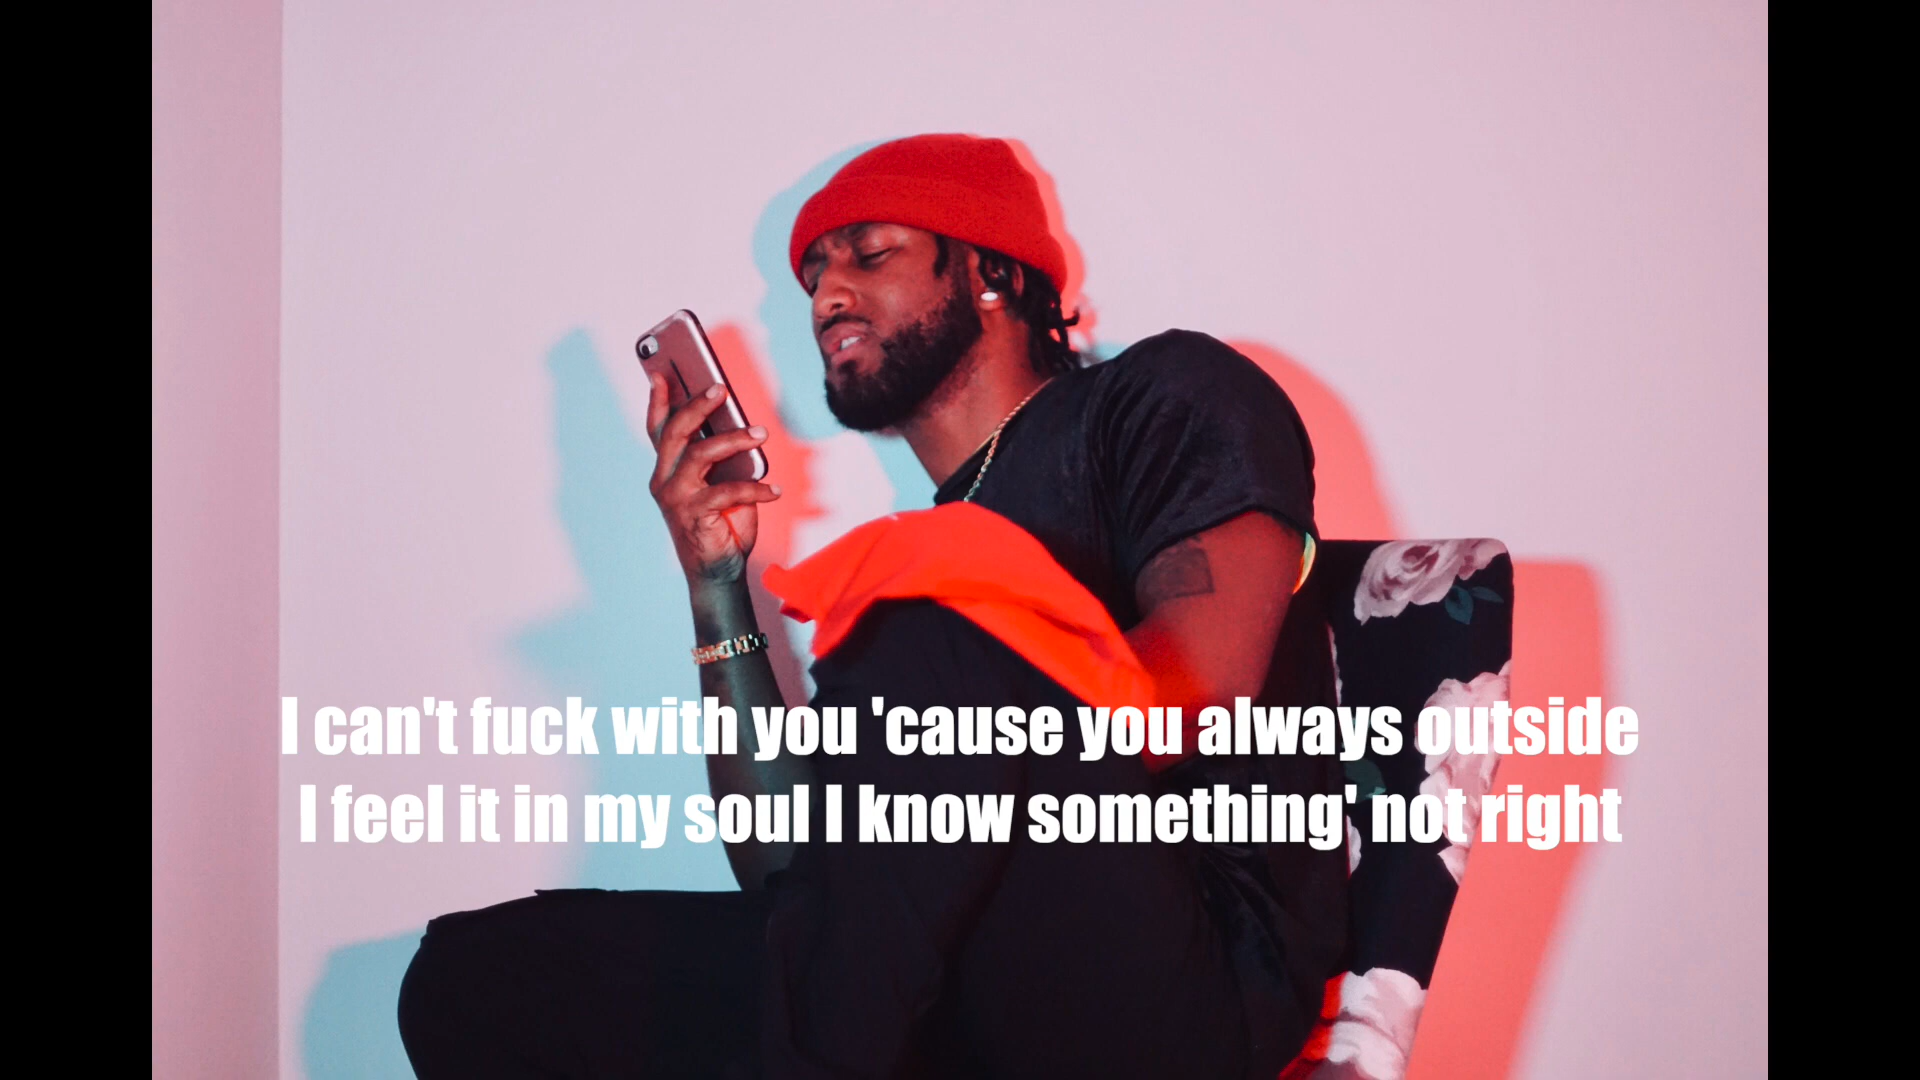 I can't fuck with you 'cause you always outside
I feel it in my soul I know something' not right